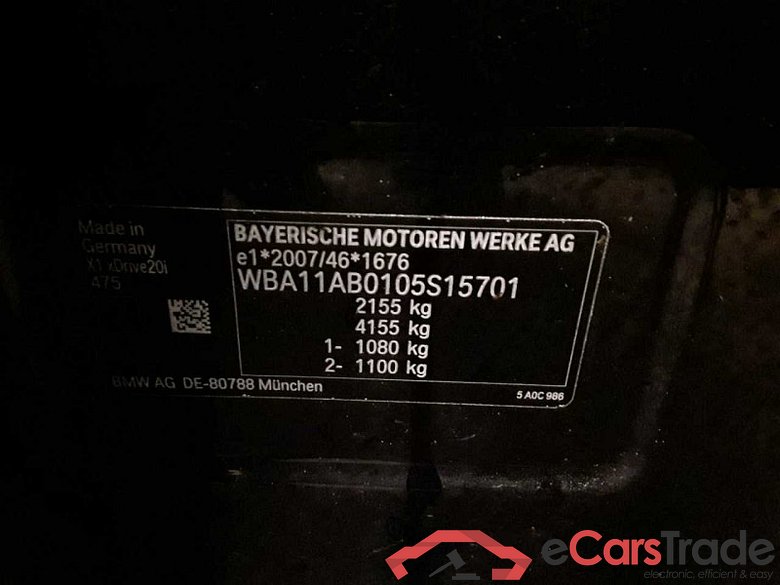 Made in
Germany
X1 xDrive20i
475
BAYERISCHE MOTOREN WERKE AG
e1*2007/46*1676
WBA11AB0105S15701
2155 kg
4155 kg
1- 1080 kg
2- 1100 kg
BMW AG DE-80788 München
5 A0C 986
eCarsTrade
electronic, efficient & easy